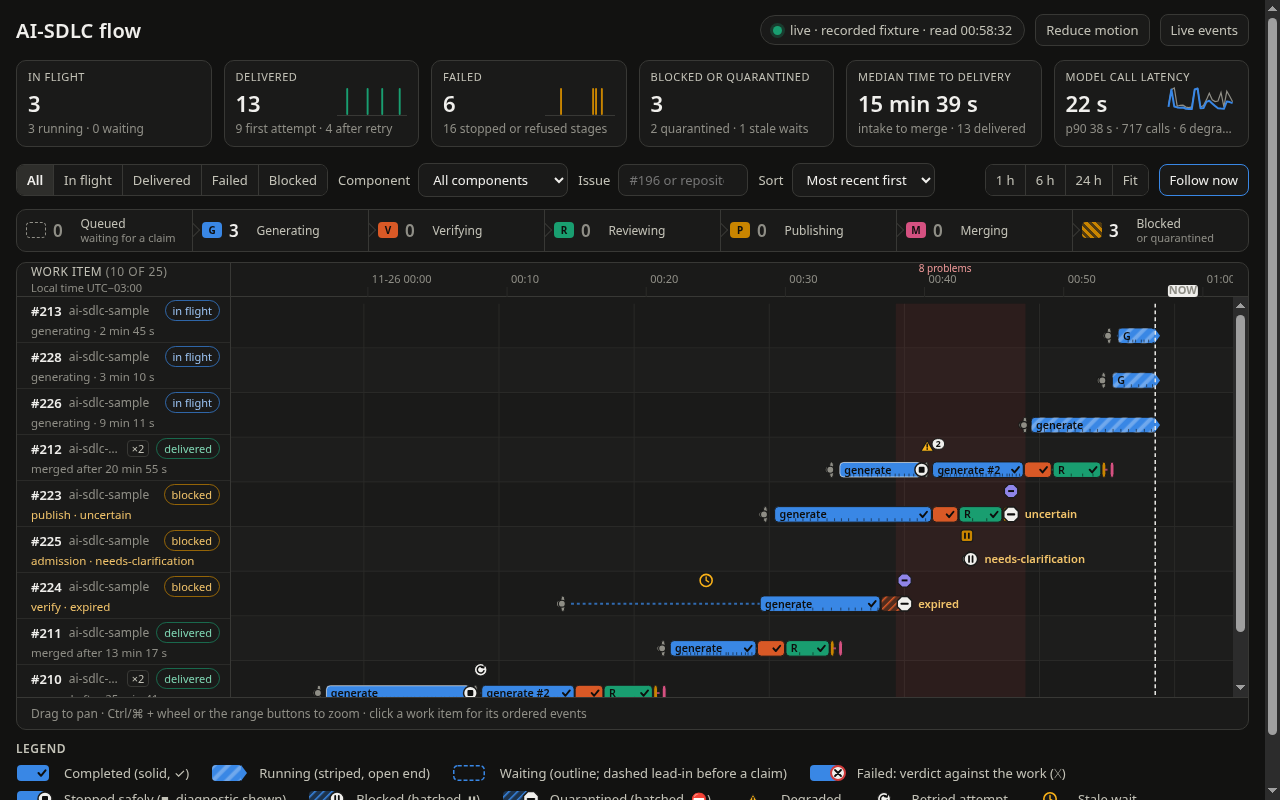 AI-SDLC flow
live · recorded fixture · read 00:58:32
Reduce motion
Live events
IN FLIGHT
3
3 running · 0 waiting
DELIVERED
13
9 first attempt · 4 after retry
FAILED
6
16 stopped or refused stages
BLOCKED OR QUARANTINED
3
2 quarantined · 1 stale waits
MEDIAN TIME TO DELIVERY
15 min 39 s
intake to merge · 13 delivered
MODEL CALL LATENCY
22 s
p90 38 s · 717 calls · 6 degra…
All In flight Delivered Failed Blocked Component All components Issue #196 or reposit Sort Most recent first 1 h 6 h 24 h Fit Follow now
0 Queued
waiting for a claim
G 3 Generating
V 0 Verifying
R 0 Reviewing
P 0 Publishing
M 0 Merging
3 Blocked
or quarantined
WORK ITEM (10 OF 25)
Local time UTC−03:00
8 problems
11-26 00:00 00:10 00:20 00:30 00:40 00:50 01:00
NOW
#213 ai-sdlc-sample in flight
generating · 2 min 45 s
G
#228 ai-sdlc-sample in flight
generating · 3 min 10 s
G
#226 ai-sdlc-sample in flight
generating · 9 min 11 s
generate
#212 ai-sdlc-… ×2 delivered
merged after 20 min 55 s
2
generate generate #2 R
#223 ai-sdlc-sample blocked
publish · uncertain
generate R uncertain
#225 ai-sdlc-sample blocked
admission · needs-clarification
needs-clarification
#224 ai-sdlc-sample blocked
verify · expired
generate expired
#211 ai-sdlc-sample delivered
merged after 13 min 17 s
generate R
#210 ai-sdlc-… ×2 delivered
generate generate #2 R
Drag to pan · Ctrl/⌘ + wheel or the range buttons to zoom · click a work item for its ordered events
LEGEND
Completed (solid, ✓) Running (striped, open end) Waiting (outline; dashed lead-in before a claim) Failed: verdict against the work (☓)
Stopped safely (■, diagnostic shown) Blocked (hatched, ⏸) Quarantined (hatched, ⛔) Degraded Retried attempt Stale wait